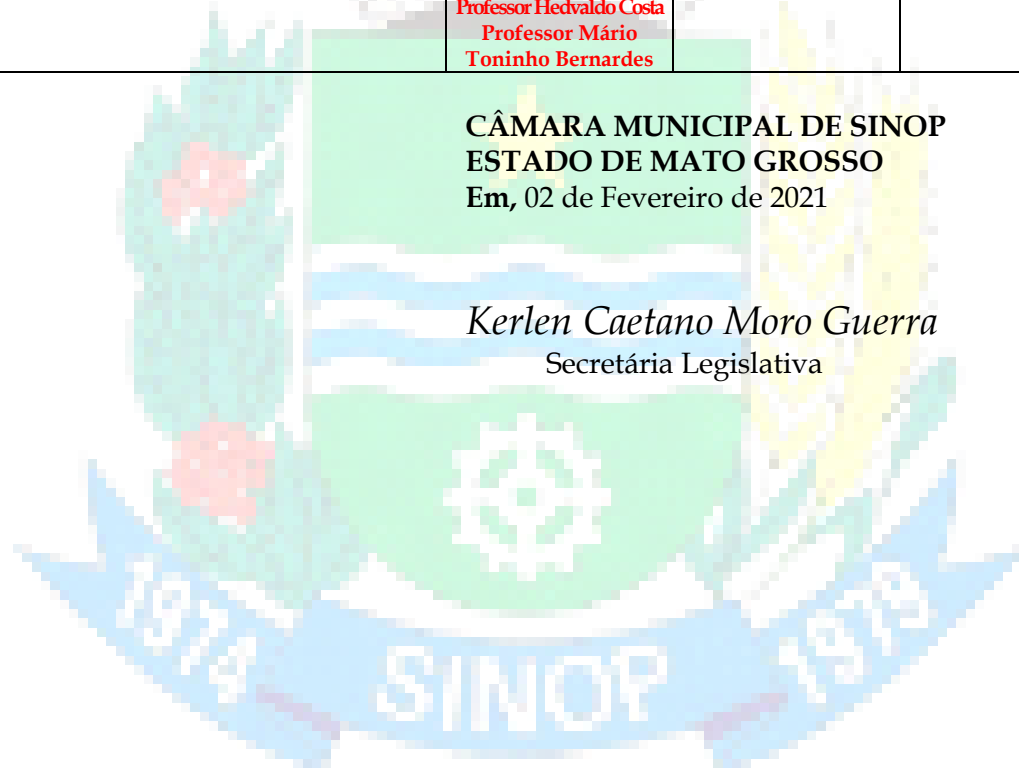 Professor Hedvaldo Costa
Professor Mário
Toninho Bernardes
CÂMARA MUNICIPAL DE SINOP
ESTADO DE MATO GROSSO
Em, 02 de Fevereiro de 2021
Kerlen Caetano Moro Guerra
Secretária Legislativa
1974
SINOP
1979